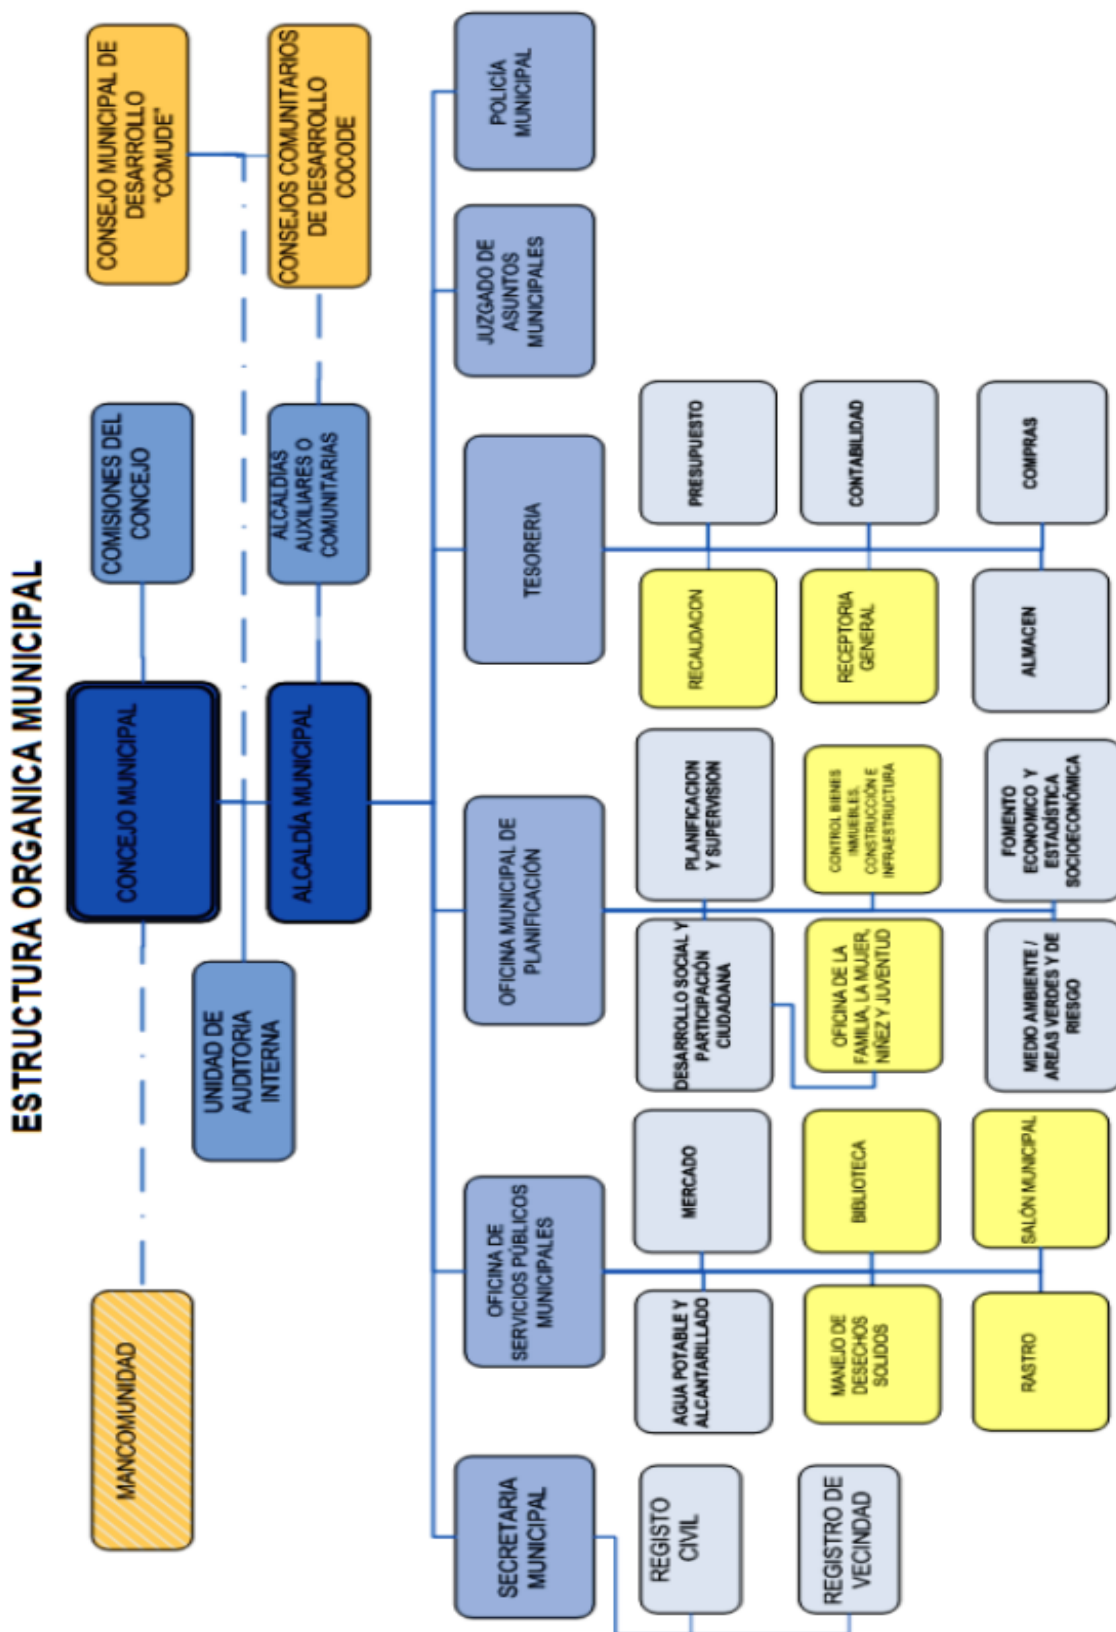 ESTRUCTURA ORGANICA MUNICIPAL
MANCOMUNIDAD
CONCEJO MUNICIPAL
COMISIONES DEL
CONCEJO
CONSEJO MUNICIPAL DE
DESARROLLO
"COMUDE"
UNIDAD DE
AUDITORIA
INTERNA
ALCALDÍA MUNICIPAL
ALCALDÍAS
AUXILIARES O
COMUNITARIAS
CONSEJOS COMUNITARIOS
DE DESARROLLO
COCODE
SECRETARIA
MUNICIPAL
OFICINA DE
SERVICIOS PÚBLICOS
MUNICIPALES
OFICINA MUNICIPAL DE
PLANIFICACIÓN
TESORERIA
JUZGADO DE
ASUNTOS
MUNICIPALES
POLICÍA
MUNICIPAL
REGISTO
CIVIL
AGUA POTABLE Y
ALCANTARILLADO
MERCADO
DESARROLLO SOCIAL Y
PARTICIPACIÓN
CIUDADANA
PLANIFICACION
Y SUPERVISION
RECAUDACON
PRESUPUESTO
REGISTRO DE
VECINDAD
MANEJO DE
DESECHOS
SOLIDOS
BIBLIOTECA
OFICINA DE LA
FAMILIA, LA MUJER,
NIÑEZ Y JUVENTUD
CONTROL BIENES
INMUEBLES,
CONSTRUCCIÓN E
INFRAESTRUCTURA
RECEPTORIA
GENERAL
CONTABILIDAD
RASTRO
SALÓN MUNICIPAL
MEDIO AMBIENTE /
AREAS VERDES Y DE
RIESGO
FOMENTO
ECONOMICO Y
ESTADÍSTICA
SOCIOECONÓMICA
ALMACEN
COMPRAS